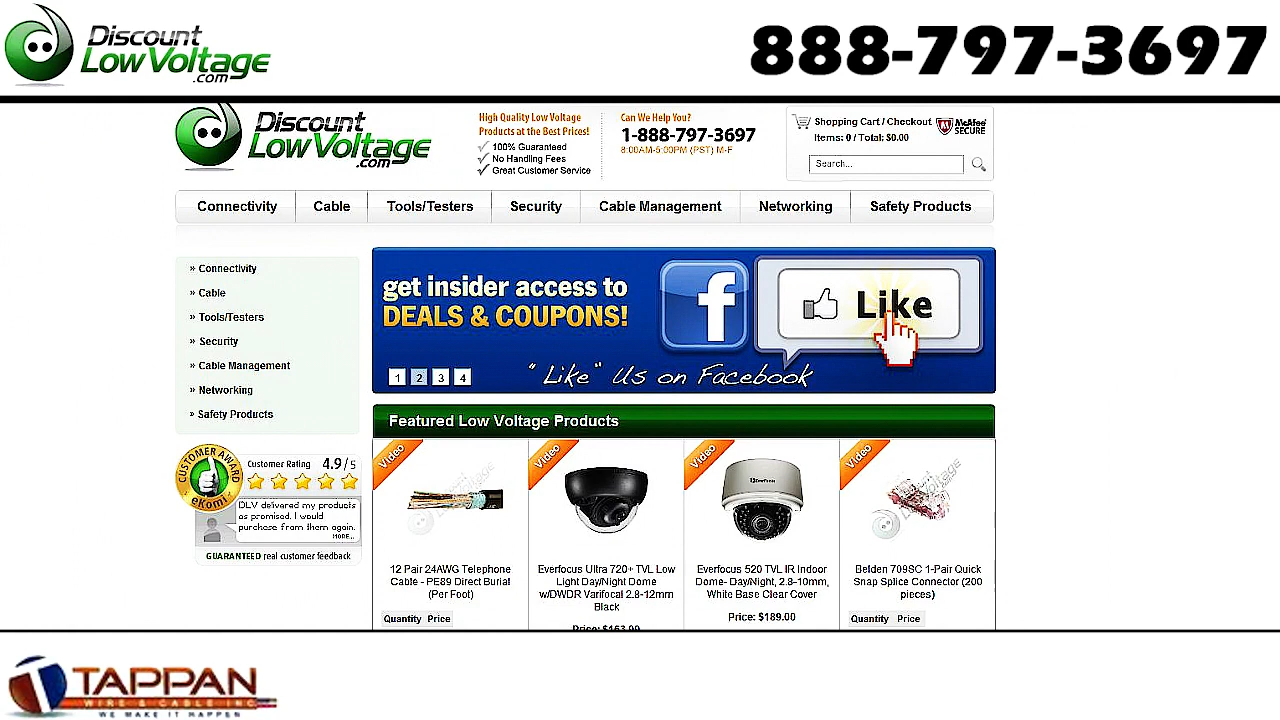 Discount
LowVoltage
.com
888-797-3697
Discount
LowVoltage
.com
High Quality Low Voltage
Products at the Best Prices!
100% Guaranteed
No Handling Fees
Great Customer Service
Can We Help You?
1-888-797-3697
8:00AM-5:00PM (PST) M-F
Shopping Cart / Checkout
Items: 0 / Total: $0.00
McAfee
SECURE
Search...
Connectivity Cable Tools/Testers Security Cable Management Networking Safety Products
» Connectivity
» Cable
» Tools/Testers
» Security
» Cable Management
» Networking
» Safety Products
get insider access to
DEALS & COUPONS!
f
Like
"Like" Us on Facebook
1 2 3 4
CUSTOMER AWARD
eKomi
Customer Rating 4.9/5
DLV delivered my products
as promised. I would
purchase from them again.
MORE...
GUARANTEED real customer feedback
Featured Low Voltage Products
Video
Video
Video
Video
EverFocus
12 Pair 24AWG Telephone
Cable - PE89 Direct Burial
(Per Foot)
Quantity Price
Everfocus Ultra 720+ TVL Low
Light Day/Night Dome
w/DWDR Varifocal 2.8-12mm
Black
Price: $163.00
Everfocus 520 TVL IR Indoor
Dome- Day/Night, 2.8-10mm,
White Base Clear Cover
Price: $189.00
Belden 709SC 1-Pair Quick
Snap Splice Connector (200
pieces)
Quantity Price
TAPPAN
WIRE & CABLE INC
WE MAKE IT HAPPEN